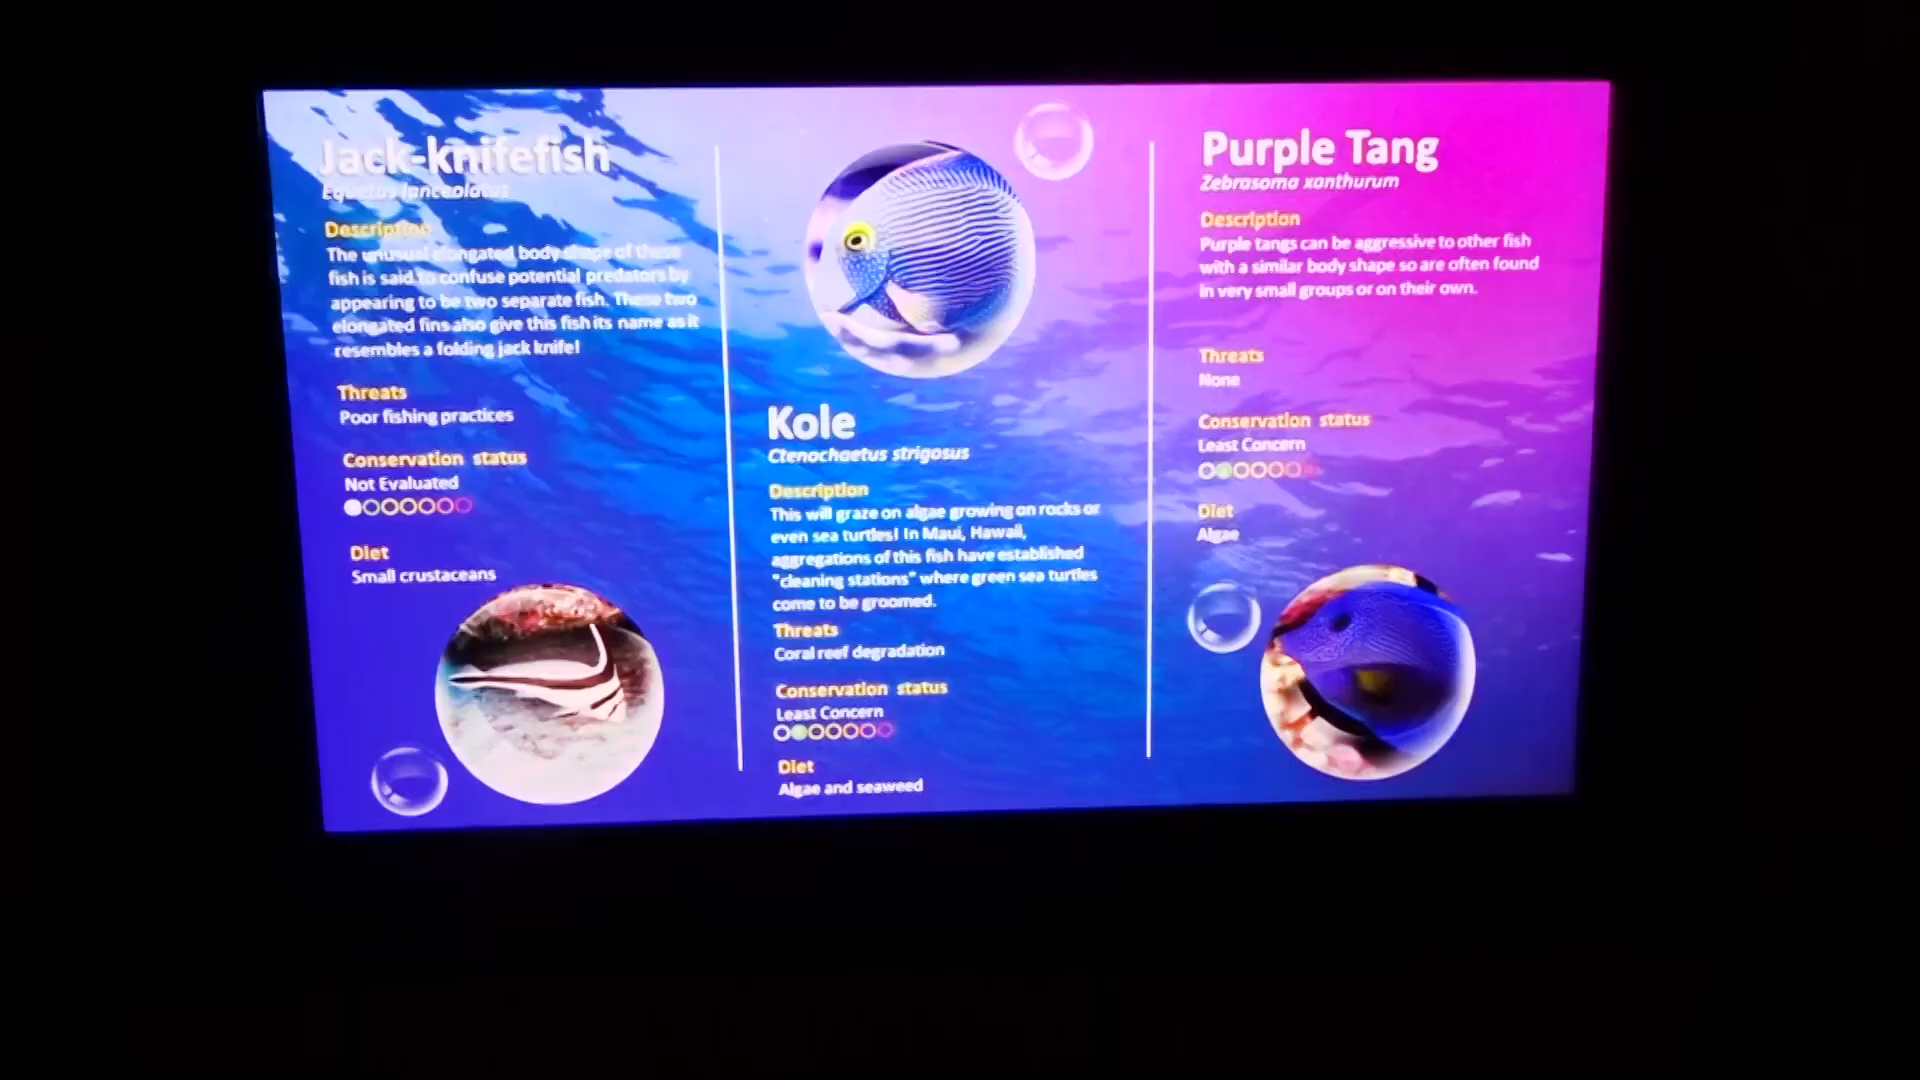 Jack-knifefish
Equetus lanceolatus
Description
The unusual elongated body shape of these
fish is said to confuse potential predators by
appearing to be two separate fish. These two
elongated fins also give this fish its name as it
resembles a folding jack knife!
Threats
Poor fishing practices
Conservation status
Not Evaluated
Diet
Small crustaceans
Kole
Ctenochaetus strigosus
Description
This will graze on algae growing on rocks or
even sea turtles! In Maui, Hawaii,
aggregations of this fish have established
"cleaning stations" where green sea turtles
come to be groomed.
Threats
Coral reef degradation
Conservation status
Least Concern
Diet
Algae and seaweed
Purple Tang
Zebrasoma xanthurum
Description
Purple tangs can be aggressive to other fish
with a similar body shape so are often found
in very small groups or on their own.
Threats
None
Conservation status
Least Concern
Diet
Algae